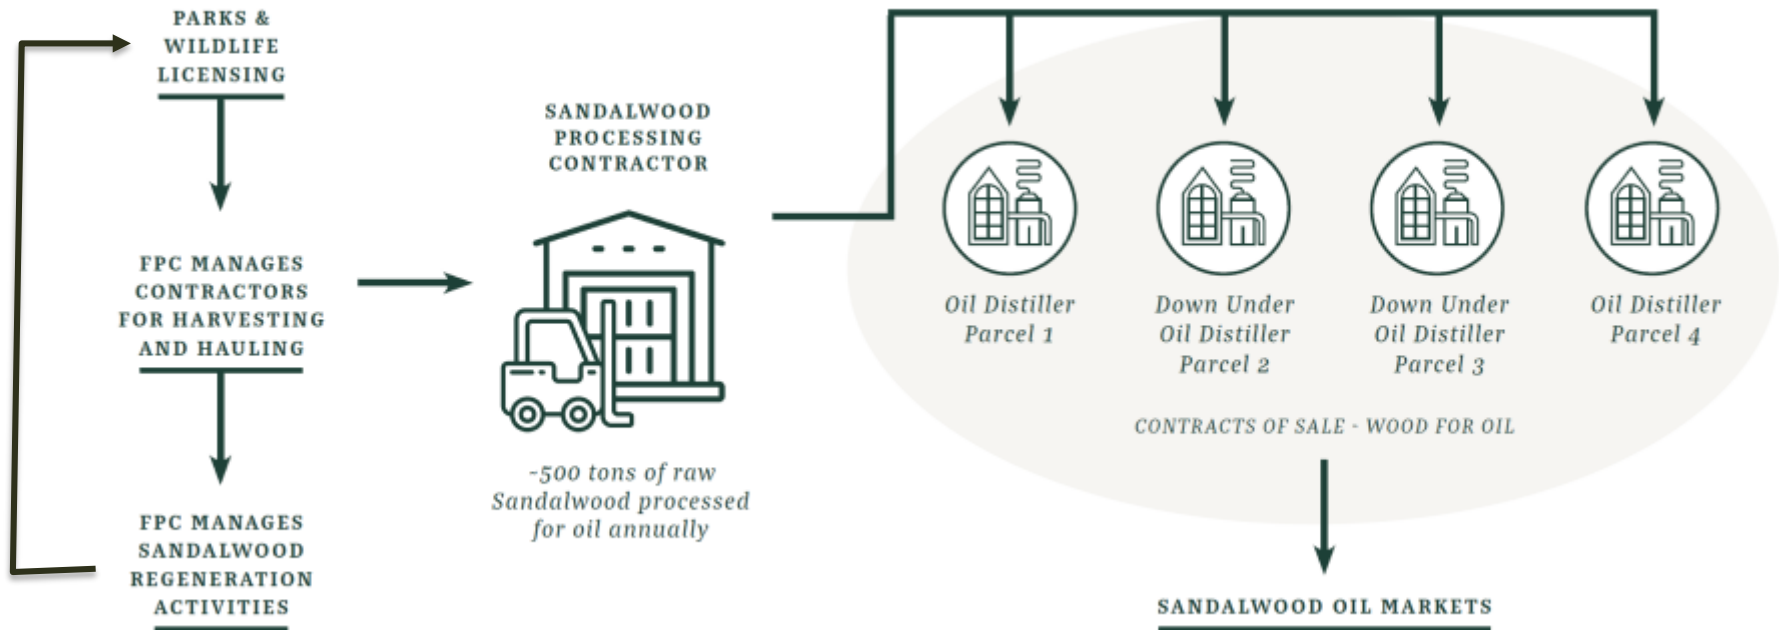 PARKS &
WILDLIFE
LICENSING
FPC MANAGES
CONTRACTORS
FOR HARVESTING
AND HAULING
FPC MANAGES
SANDALWOOD
REGENERATION
ACTIVITIES
SANDALWOOD
PROCESSING
CONTRACTOR
~500 tons of raw
Sandalwood processed
for oil annually
Oil Distiller
Parcel 1
Down Under
Oil Distiller
Parcel 2
Down Under
Oil Distiller
Parcel 3
Oil Distiller
Parcel 4
CONTRACTS OF SALE - WOOD FOR OIL
SANDALWOOD OIL MARKETS